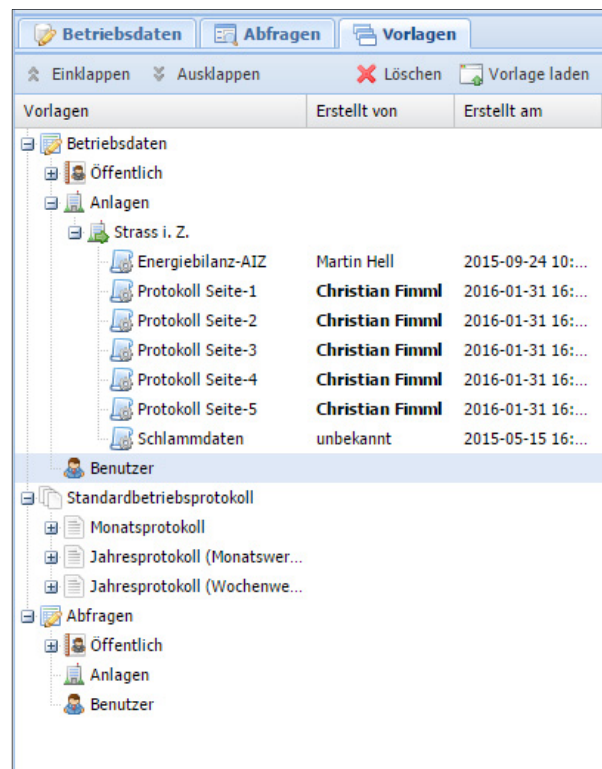 Betriebsdaten Abfragen Vorlagen
Einklappen Ausklappen Löschen Vorlage laden
Vorlagen Erstellt von Erstellt am
Betriebsdaten
Öffentlich
Anlagen
Strass i. Z.
Energiebilanz-AIZ Martin Hell 2015-09-24 10:...
Protokoll Seite-1 Christian Fimml 2016-01-31 16:...
Protokoll Seite-2 Christian Fimml 2016-01-31 16:...
Protokoll Seite-3 Christian Fimml 2016-01-31 16:...
Protokoll Seite-4 Christian Fimml 2016-01-31 16:...
Protokoll Seite-5 Christian Fimml 2016-01-31 16:...
Schlammdaten unbekannt 2015-05-15 16:...
Benutzer
Standardbetriebsprotokoll
Monatsprotokoll
Jahresprotokoll (Monatswer...
Jahresprotokoll (Wochenwe...
Abfragen
Öffentlich
Anlagen
Benutzer